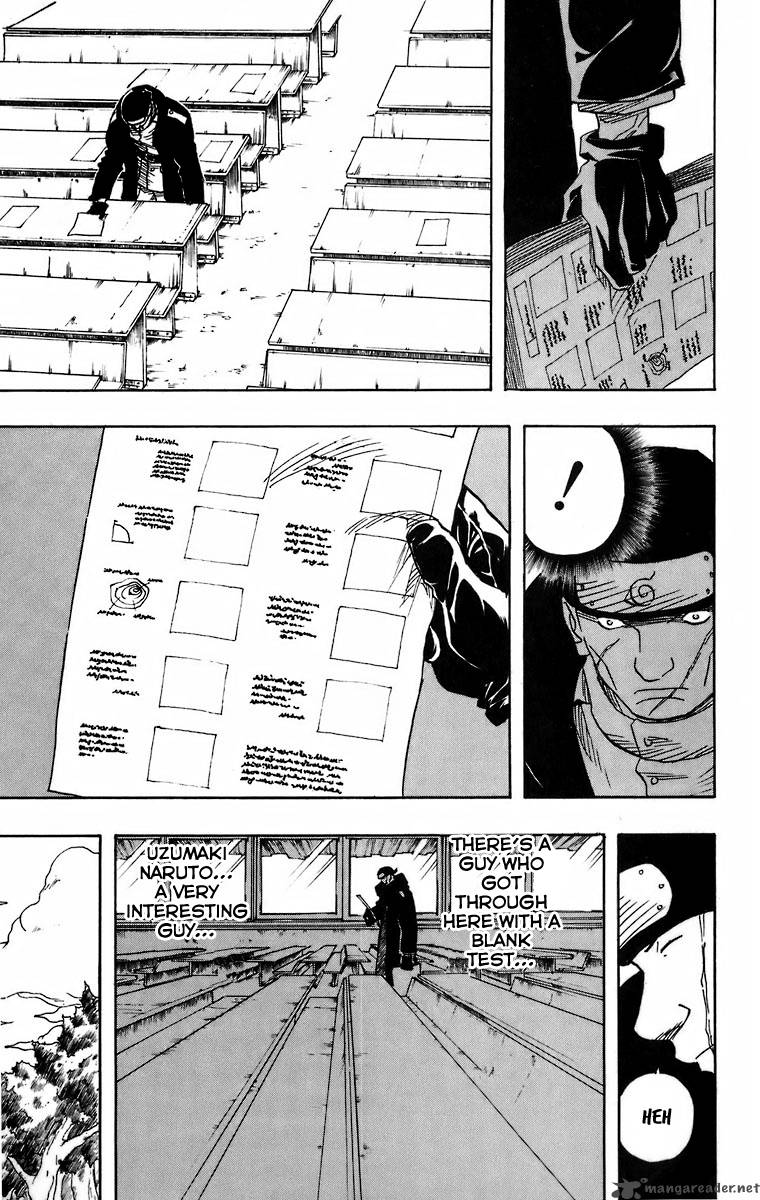 !
HEH
THERE'S A
GUY WHO
GOT
THROUGH
HERE WITH A
BLANK
TEST...
UZUMAKI
NARUTO...
A VERY
INTERESTING
GUY...
mangareader.net